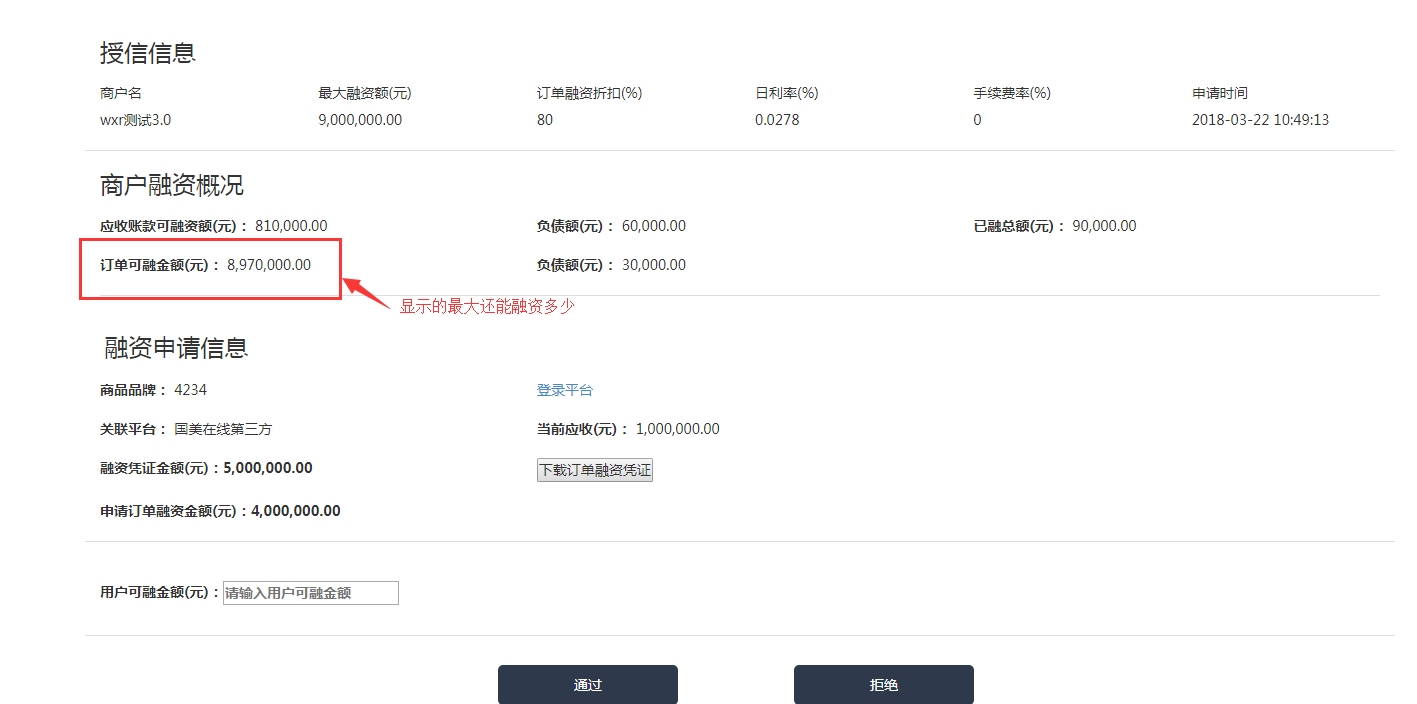 授信信息
商户名 最大融资额(元) 订单融资折扣(%) 日利率(%) 手续费率(%) 申请时间
wxr测试3.0 9,000,000.00 80 0.0278 0 2018-03-22 10:49:13
商户融资概况
应收账款可融资额(元)： 810,000.00 负债额(元)： 60,000.00 已融总额(元)： 90,000.00
订单可融金额(元)： 8,970,000.00 负债额(元)： 30,000.00
显示的最大还能融资多少
融资申请信息
商品品牌： 4234 登录平台
关联平台： 国美在线第三方 当前应收(元)： 1,000,000.00
融资凭证金额(元)：5,000,000.00 下载订单融资凭证
申请订单融资金额(元)：4,000,000.00
用户可融金额(元)：请输入用户可融金额
通过 拒绝